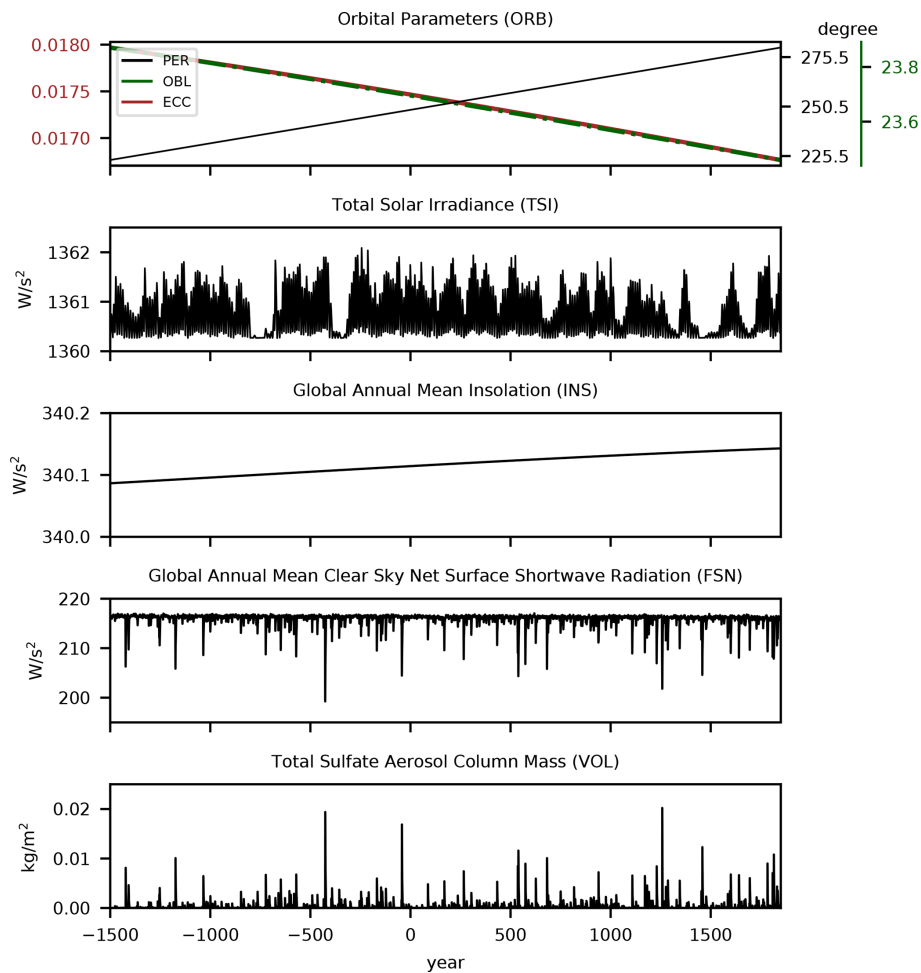 Orbital Parameters (ORB)
degree
0.0180
0.0175
0.0170
PER
OBL
ECC
275.5
250.5
225.5
23.8
23.6
Total Solar Irradiance (TSI)
W/s²
1362
1361
1360
Global Annual Mean Insolation (INS)
W/s²
340.2
340.1
340.0
Global Annual Mean Clear Sky Net Surface Shortwave Radiation (FSN)
W/s²
220
210
200
Total Sulfate Aerosol Column Mass (VOL)
kg/m²
0.02
0.01
0.00
−1500 −1000 −500 0 500 1000 1500
year